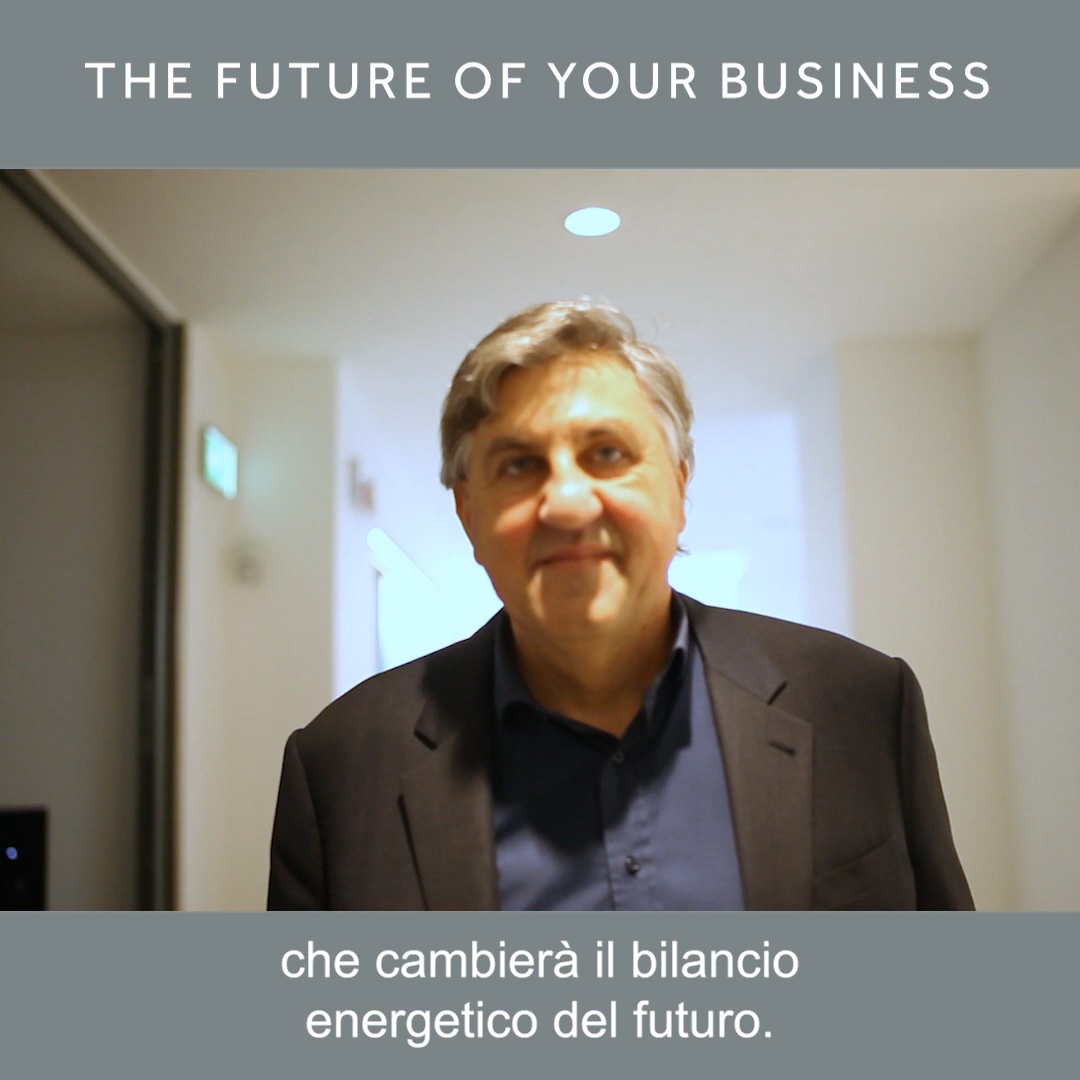 THE FUTURE OF YOUR BUSINESS
che cambierà il bilancio
energetico del futuro.